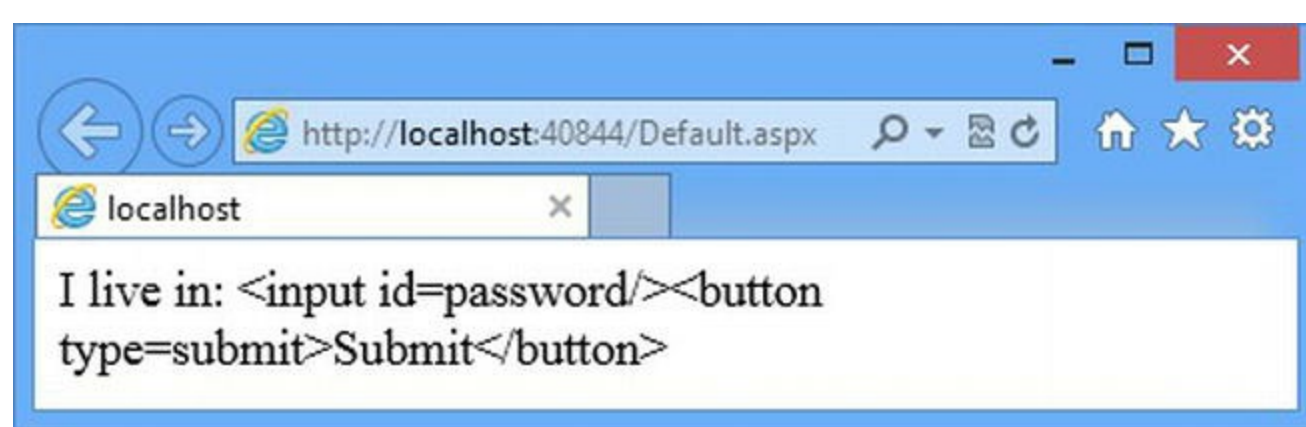 http://localhost:40844/Default.aspx
localhost
I live in: <input id=password/><button
type=submit>Submit</button>